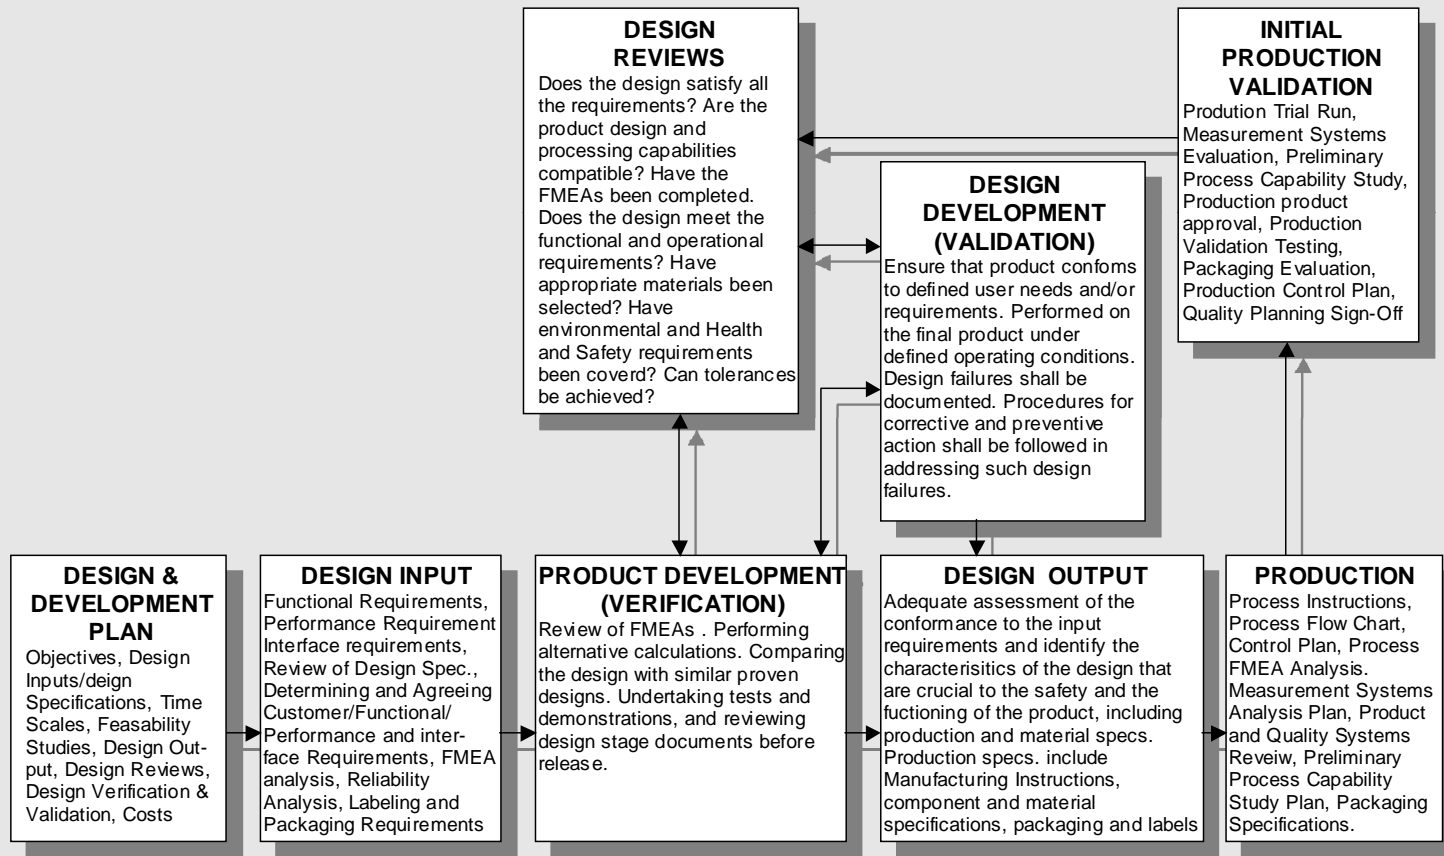 DESIGN
REVIEWS
Does the design satisfy all
the requirements? Are the
product design and
processing capabilities
compatible? Have the
FMEAs been completed.
Does the design meet the
functional and operational
requirements? Have
appropriate materials been
selected? Have
environmental and Health
and Safety requirements
been coverd? Can tolerances
be achieved?
INITIAL
PRODUCTION
VALIDATION
Prodution Trial Run,
Measurement Systems
Evaluation, Preliminary
Process Capability Study,
Production product
approval, Production
Validation Testing,
Packaging Evaluation,
Production Control Plan,
Quality Planning Sign-Off
DESIGN
DEVELOPMENT
(VALIDATION)
Ensure that product confoms
to defined user needs and/or
requirements. Performed on
the final product under
defined operating conditions.
Design failures shall be
documented. Procedures for
corrective and preventive
action shall be followed in
addressing such design
failures.
DESIGN &
DEVELOPMENT
PLAN
Objectives, Design
Inputs/deign
Specifications, Time
Scales, Feasability
Studies, Design Out-
put, Design Reviews,
Design Verification &
Validation, Costs
DESIGN INPUT
Functional Requirements,
Performance Requirement
Interface requirements,
Review of Design Spec.,
Determining and Agreeing
Customer/Functional/
Performance and inter-
face Requirements, FMEA
analysis, Reliability
Analysis, Labeling and
Packaging Requirements
PRODUCT DEVELOPMENT
(VERIFICATION)
Review of FMEAs . Performing
alternative calculations. Comparing
the design with similar proven
designs. Undertaking tests and
demonstrations, and reviewing
design stage documents before
release.
DESIGN OUTPUT
Adequate assessment of the
conformance to the input
requirements and identify the
characterisitics of the design that
are crucial to the safety and the
fuctioning of the product, including
production and material specs.
Production specs. include
Manufacturing Instructions,
component and material
specifications, packaging and labels
PRODUCTION
Process Instructions,
Process Flow Chart,
Control Plan, Process
FMEA Analysis.
Measurement Systems
Analysis Plan, Product
and Quality Systems
Reveiw, Preliminary
Process Capability
Study Plan, Packaging
Specifications.